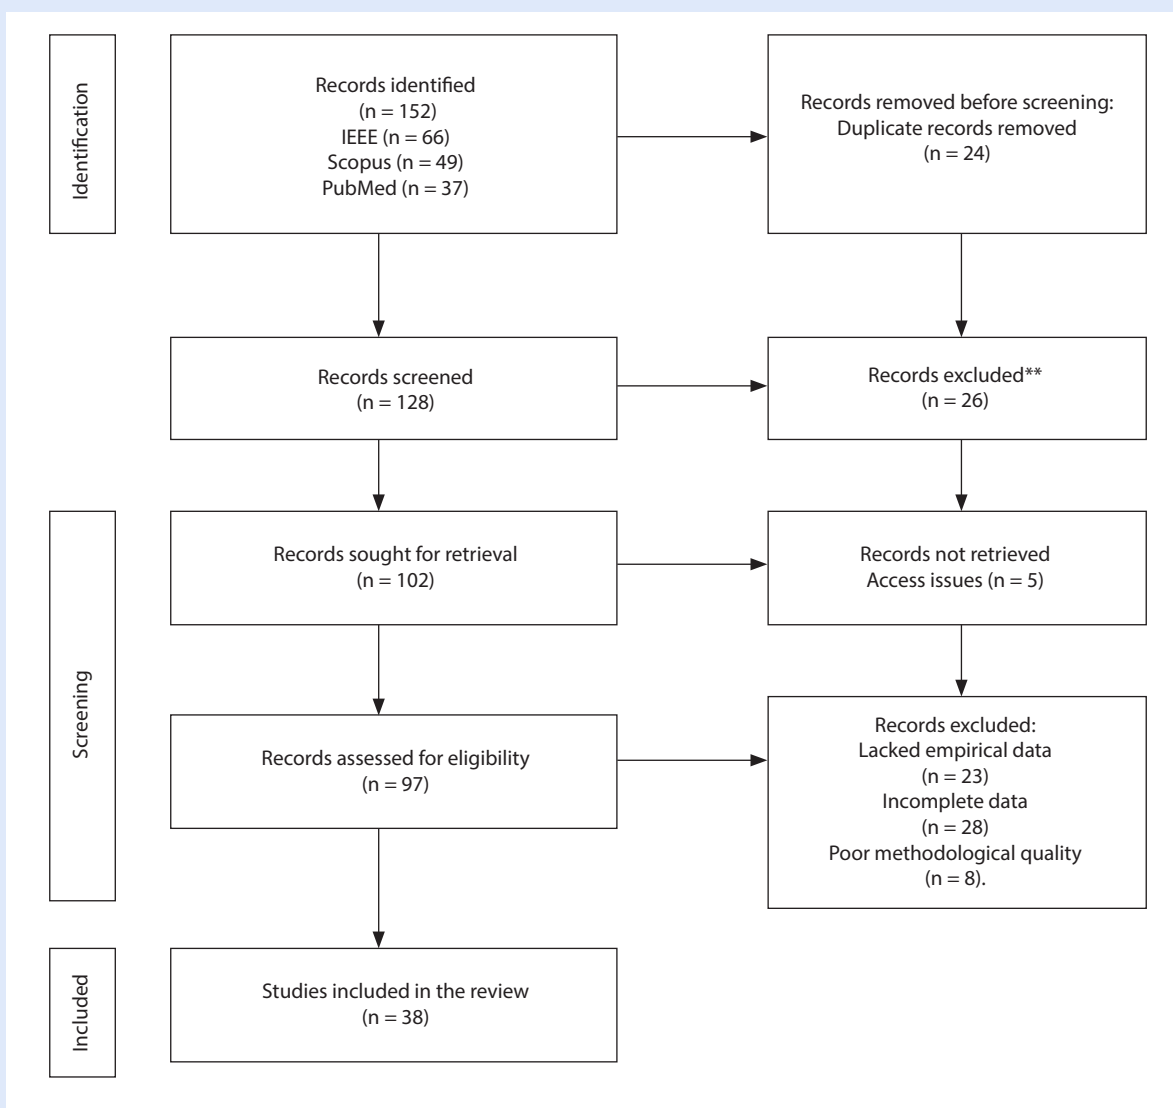 Identification
Records identified
(n = 152)
IEEE (n = 66)
Scopus (n = 49)
PubMed (n = 37)
Records removed before screening:
Duplicate records removed
(n = 24)
Records screened
(n = 128)
Records excluded**
(n = 26)
Screening
Records sought for retrieval
(n = 102)
Records not retrieved
Access issues (n = 5)
Records assessed for eligibility
(n = 97)
Records excluded:
Lacked empirical data
(n = 23)
Incomplete data
(n = 28)
Poor methodological quality
(n = 8).
Included
Studies included in the review
(n = 38)